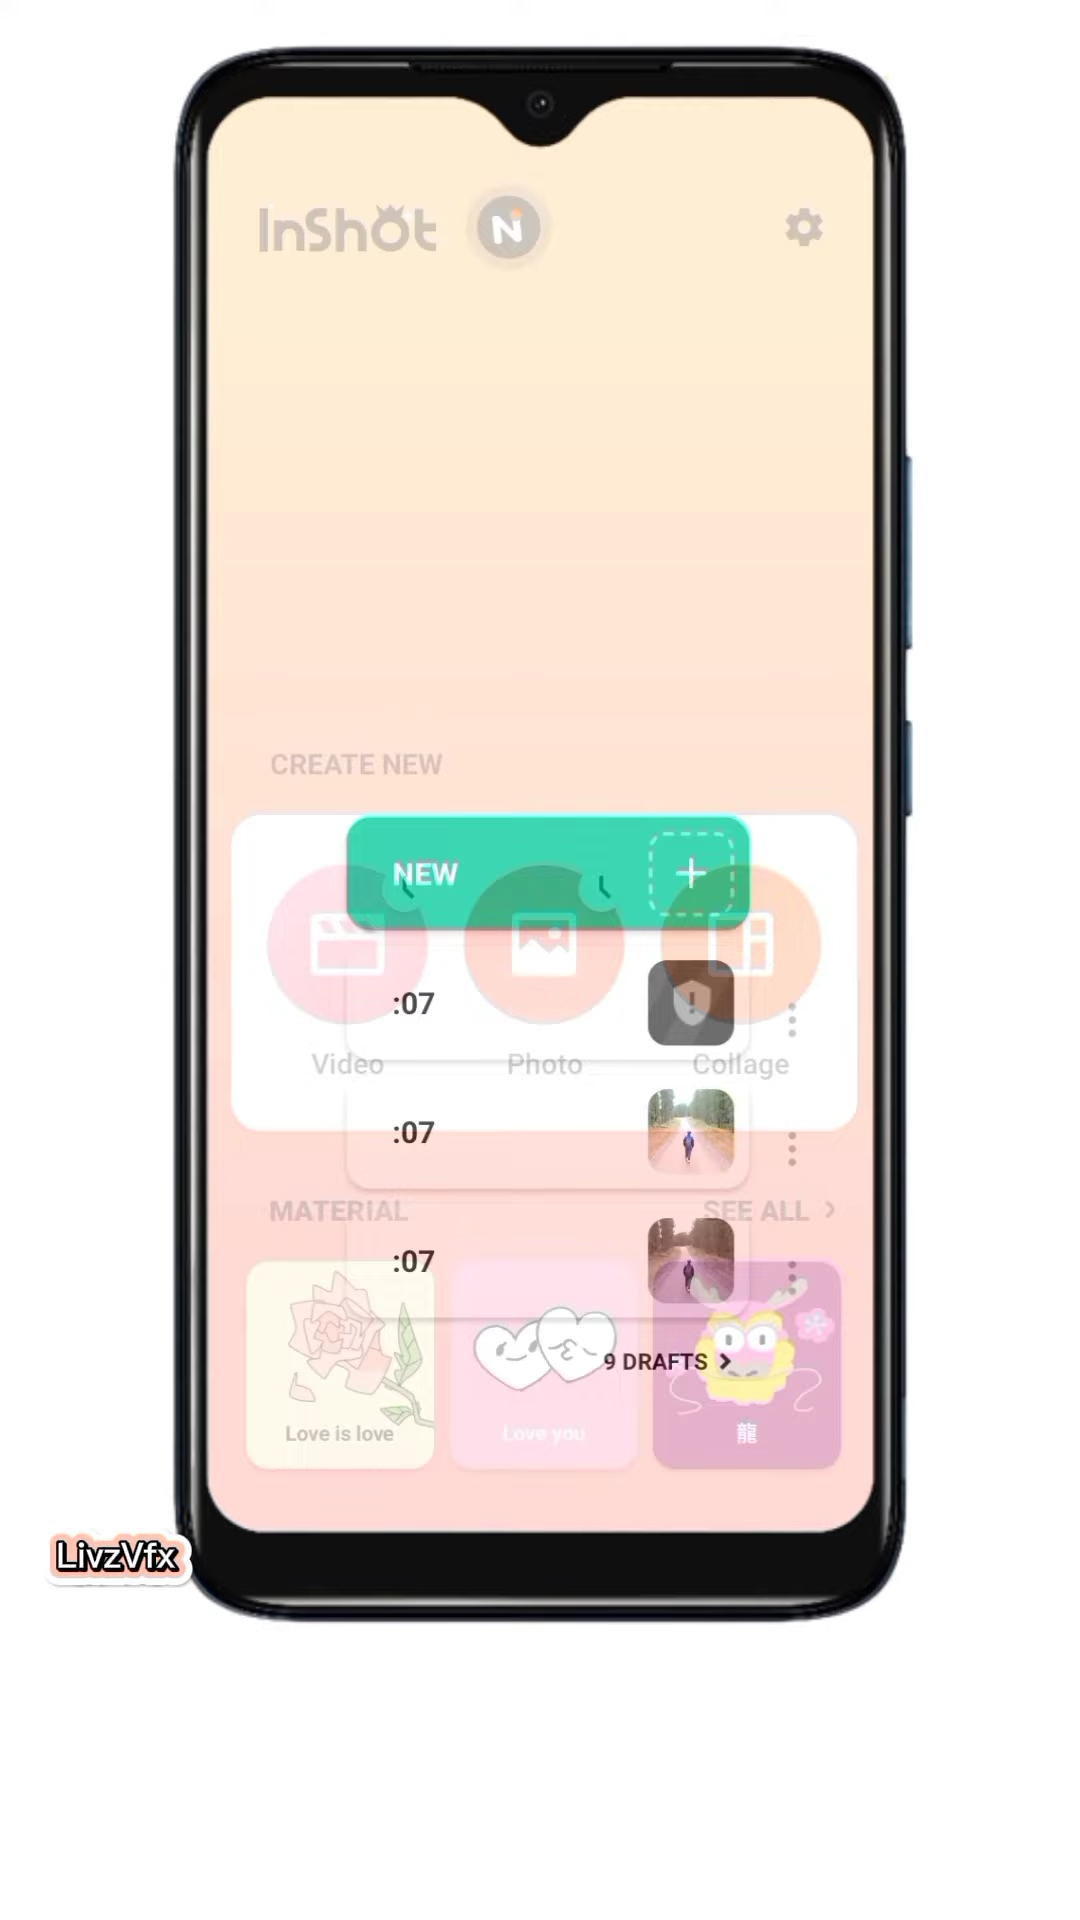 InShOt
N
CREATE NEW
NEW
:07
Video
Photo
Collage
:07
MATERIAL
SEE ALL
:07
9 DRAFTS
Love is love
Love you
龍
LivzVfx